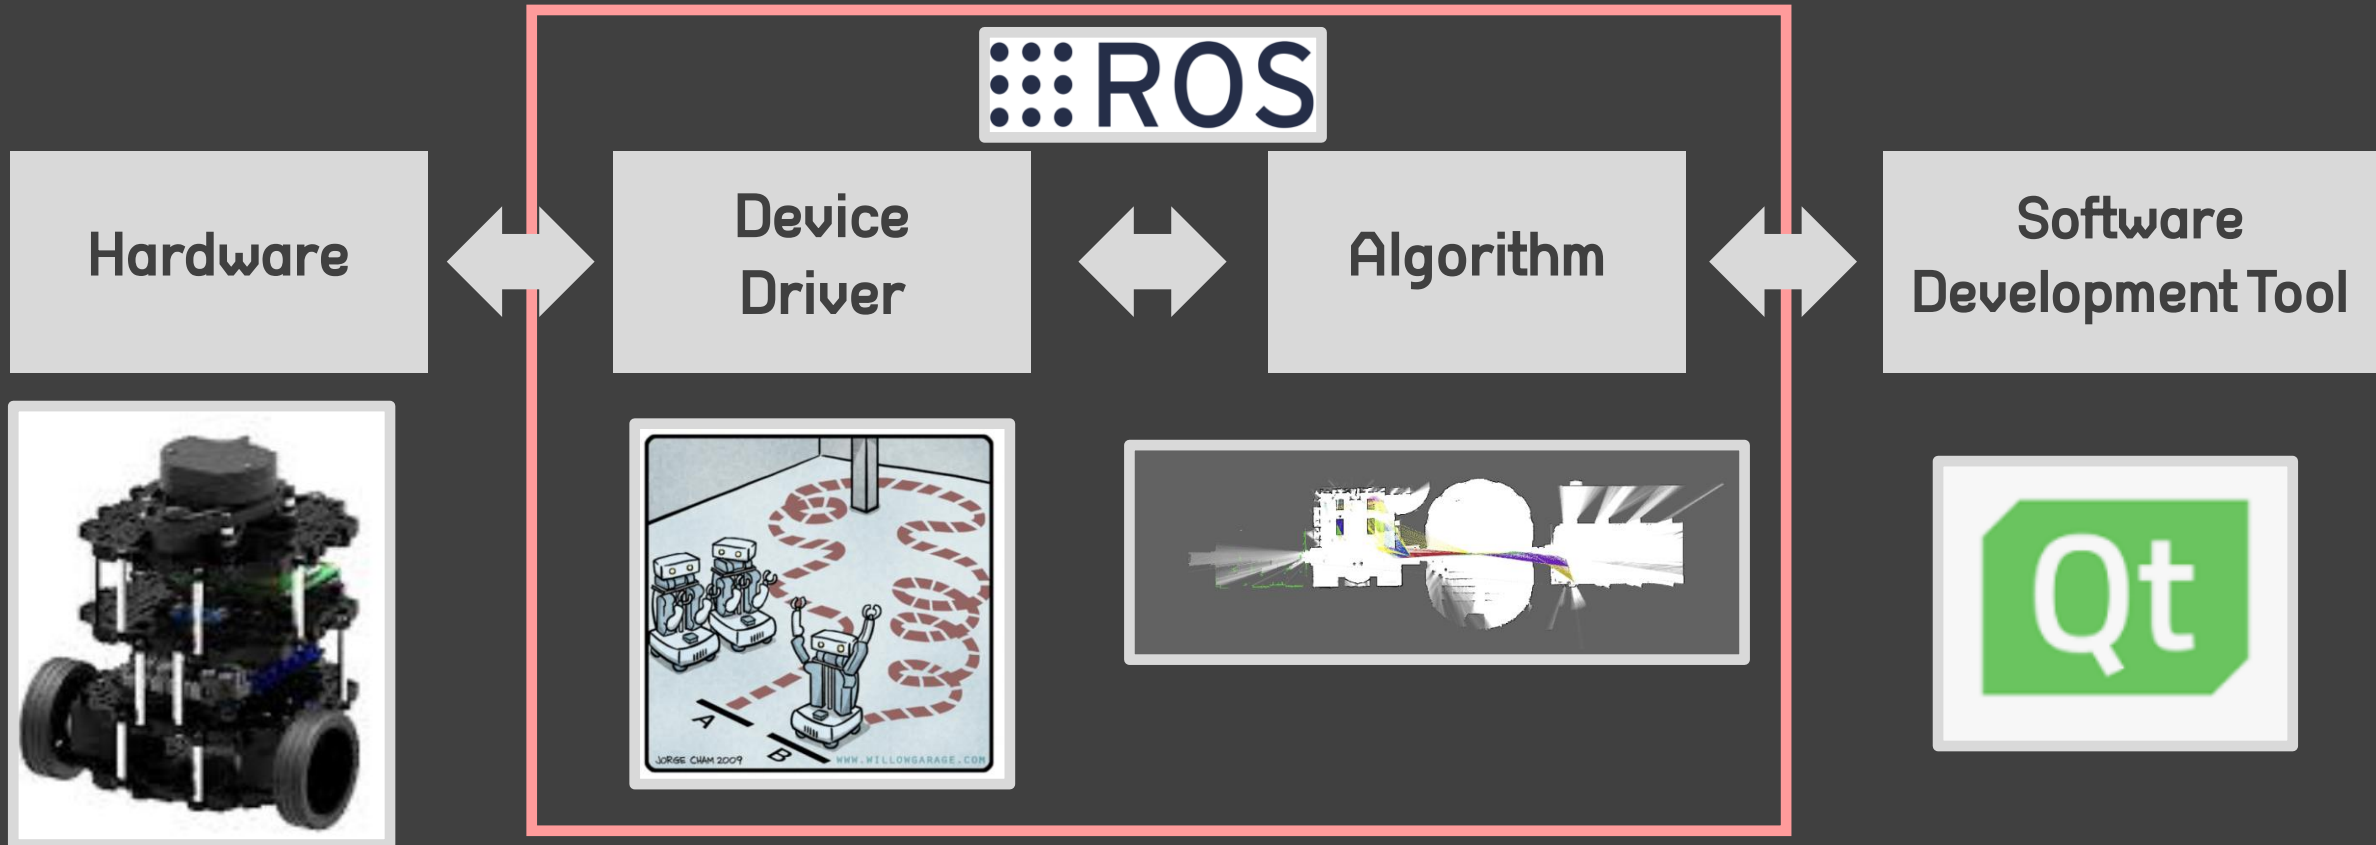 ROS
Hardware
Device
Driver
Algorithm
Software
Development Tool
A
B
JORGE CHAM 2009
WWW.WILLOWGARAGE.COM
Qt